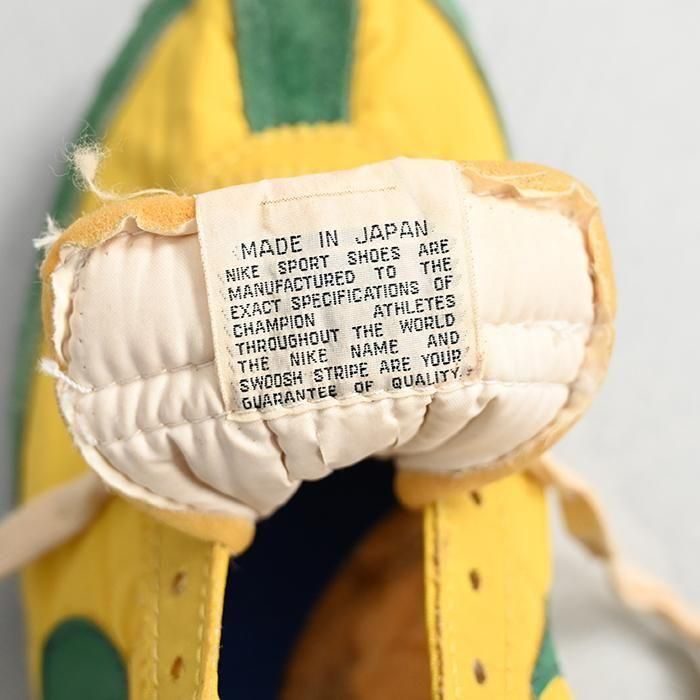 MADE IN JAPAN
NIKE SPORT SHOES ARE
MANUFACTURED TO THE
EXACT SPECIFICATIONS OF
CHAMPION ATHLETES
THROUGHOUT THE WORLD
THE NIKE NAME AND
SWOOSH STRIPE ARE YOUR
GUARANTEE OF QUALITY.